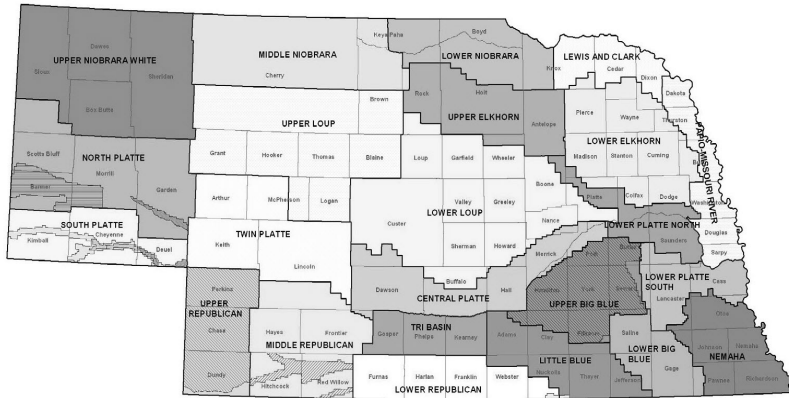 Keya Paha
Boyd
Dawes
MIDDLE NIOBRARA
LOWER NIOBRARA
LEWIS AND CLARK
UPPER NIOBRARA WHITE
Knox
Cedar
Sioux
Sheridan
Cherry
Dixon
Rock
Holt
Dakota
Brown
Box Butte
UPPER LOUP
UPPER ELKHORN
Antelope
Pierce
Wayne
Thurston
PAPIO-MISSOURI RIVER
LOWER ELKHORN
Scotts Bluff
NORTH PLATTE
Morrill
Grant
Hooker
Thomas
Blaine
Loup
Garfield
Wheeler
Madison
Stanton
Cuming
Banner
Garden
Boone
Arthur
McPherson
Logan
Valley
Greeley
Platte
Colfax
Dodge
Washington
SOUTH PLATTE
Cheyenne
Kimball
Deuel
TWIN PLATTE
Keith
Custer
LOWER LOUP
Nance
LOWER PLATTE NORTH
Douglas
Sarpy
Sherman
Howard
Merrick
Polk
Butler
Saunders
Lincoln
Buffalo
Perkins
Dawson
CENTRAL PLATTE
Hall
Hamilton
York
Seward
LOWER PLATTE
SOUTH
Cass
Lancaster
UPPER
REPUBLICAN
UPPER BIG BLUE
Otoe
Chase
Hayes
Frontier
TRI BASIN
Gosper
Phelps
Kearney
Adams
Clay
Fillmore
Saline
MIDDLE REPUBLICAN
LOWER BIG
BLUE
Johnson
Nemaha
NEMAHA
LITTLE BLUE
Dundy
Hitchcock
Red Willow
Furnas
Harlan
Franklin
Webster
Nuckolls
Thayer
Jefferson
Gage
Pawnee
Richardson
LOWER REPUBLICAN